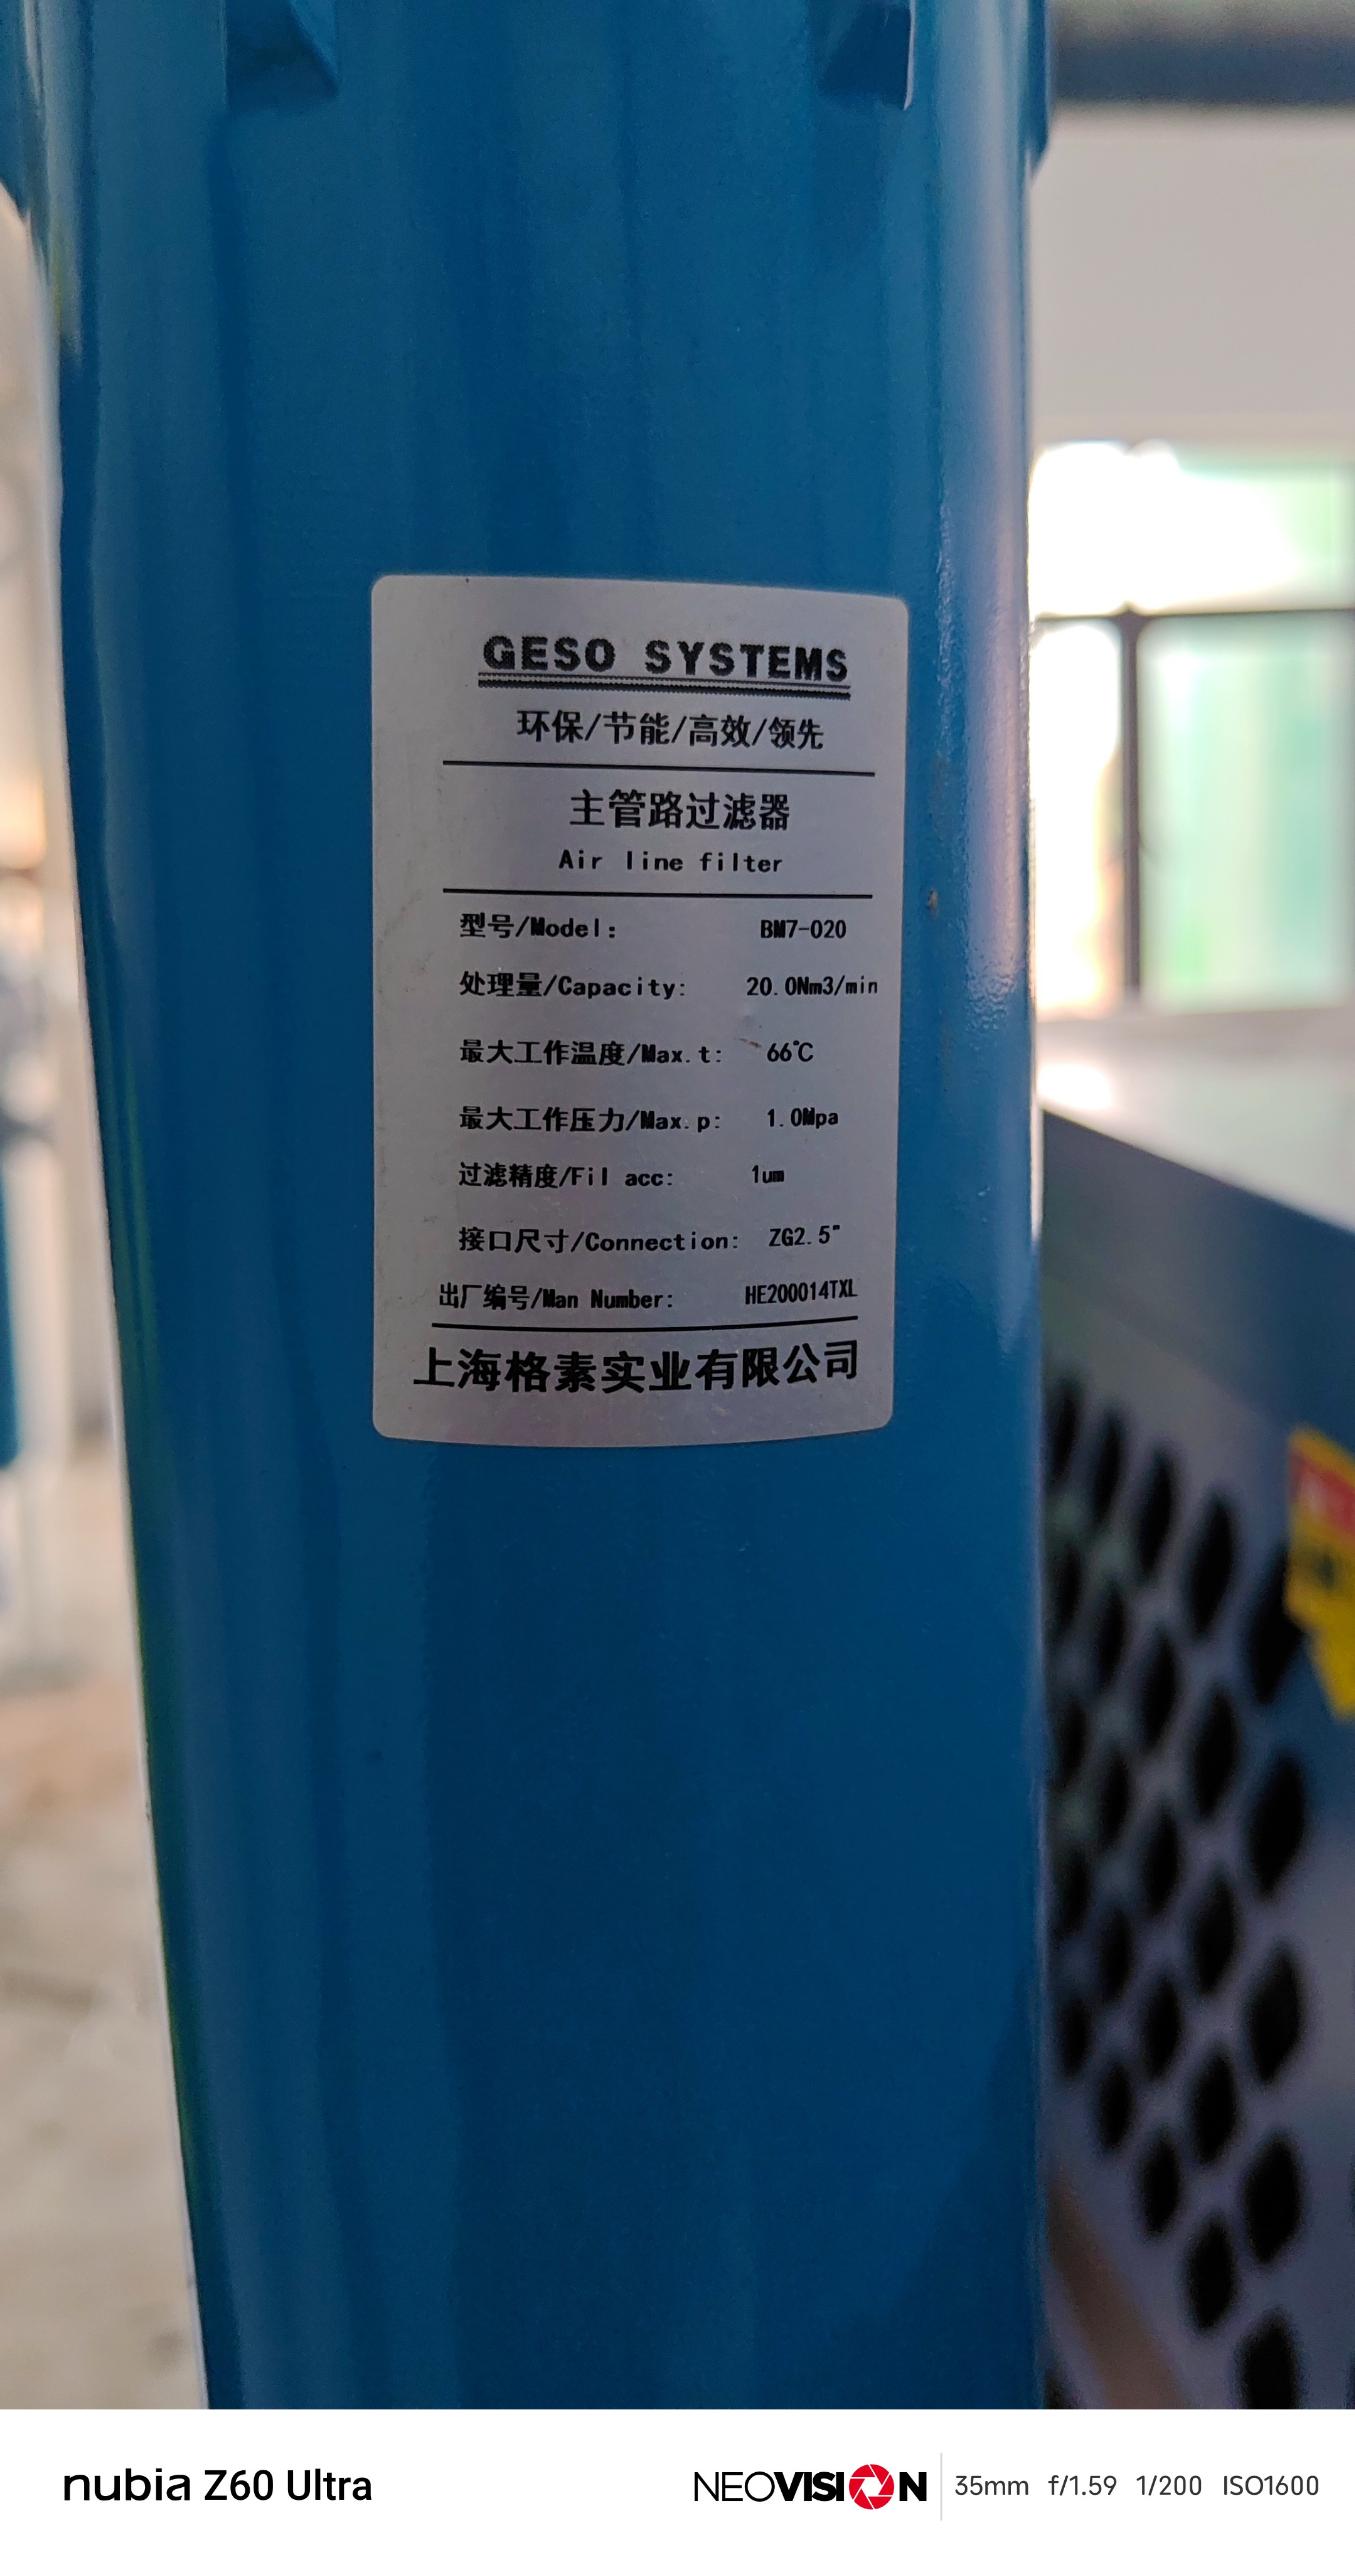 GESO SYSTEMS
环保/节能/高效/领先
主管路过滤器
Air line filter
型号/Model: BM7-020
处理量/Capacity: 20.0Nm3/min
最大工作温度/Max.t: 66℃
最大工作压力/Max.p: 1.0Mpa
过滤精度/Fil acc: 1um
接口尺寸/Connection: ZG2.5"
出厂编号/Man Number: HE200014TXL
上海格素实业有限公司
nubia Z60 Ultra
NEOVISION
35mm f/1.59 1/200 ISO1600